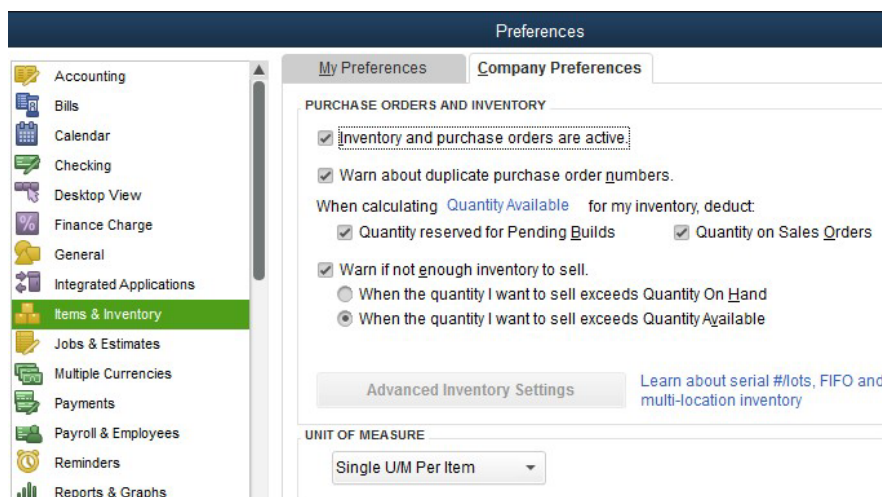 Preferences
Accounting
Bills
Calendar
Checking
Desktop View
Finance Charge
General
Integrated Applications
Items & Inventory
Jobs & Estimates
Multiple Currencies
Payments
Payroll & Employees
Reminders
Reports & Graphs
My Preferences
Company Preferences
PURCHASE ORDERS AND INVENTORY
Inventory and purchase orders are active.
Warn about duplicate purchase order numbers.
When calculating Quantity Available for my inventory, deduct:
Quantity reserved for Pending Builds Quantity on Sales Orders
Warn if not enough inventory to sell.
When the quantity I want to sell exceeds Quantity On Hand
When the quantity I want to sell exceeds Quantity Available
Advanced Inventory Settings
Learn about serial #/lots, FIFO and
multi-location inventory
UNIT OF MEASURE
Single U/M Per Item